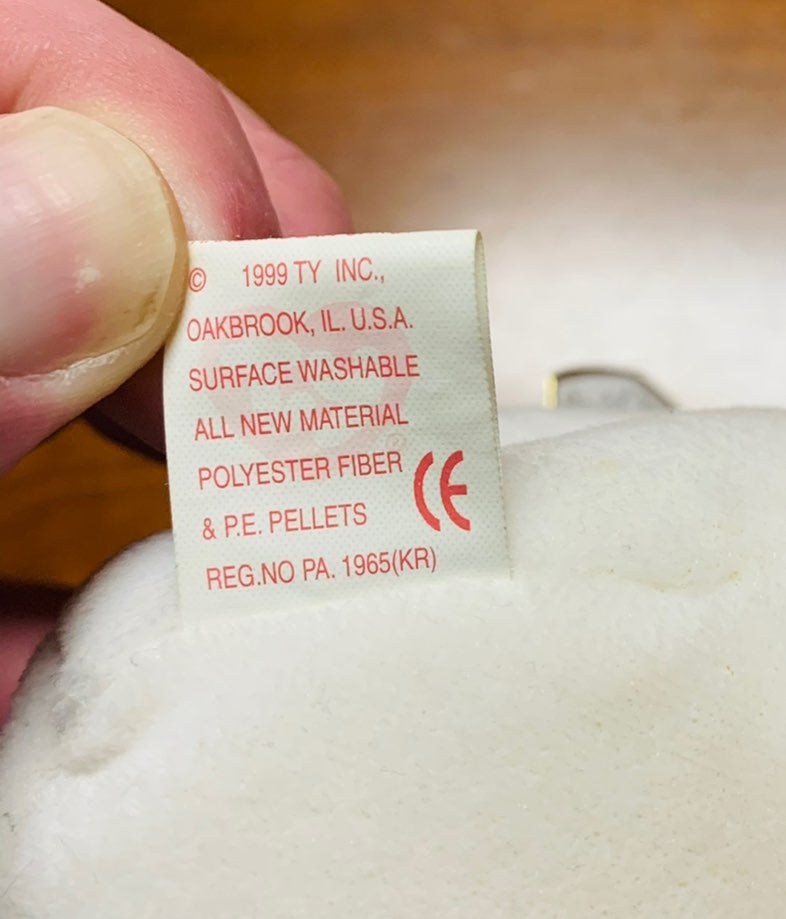 © 1999 TY INC.,
OAKBROOK, IL. U.S.A.
SURFACE WASHABLE
ALL NEW MATERIAL
POLYESTER FIBER
& P.E. PELLETS
CE
REG.NO PA. 1965(KR)